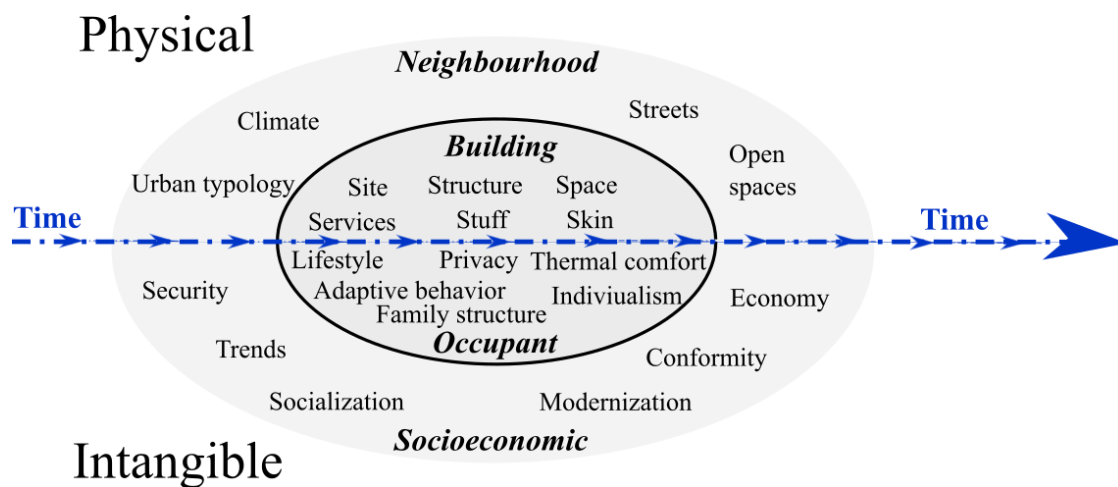 Physical
Neighbourhood
Climate
Streets
Building
Open
spaces
Urban typology
Site
Structure
Space
Services
Stuff
Skin
Time
Time
Lifestyle
Privacy
Thermal comfort
Security
Adaptive behavior
Indiviualism
Economy
Family structure
Trends
Occupant
Conformity
Socialization
Modernization
Socioeconomic
Intangible